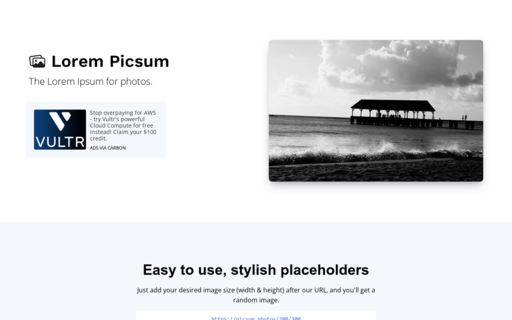 Lorem Picsum
The Lorem Ipsum for photos.
VULTR
Stop overpaying for AWS
- try Vultr's powerful
Cloud Compute for free
instead! Claim your $100
credit.
ADS VIA CARBON
Easy to use, stylish placeholders
Just add your desired image size (width & height) after our URL, and you'll get a
random image.
https://picsum.photos/200/300